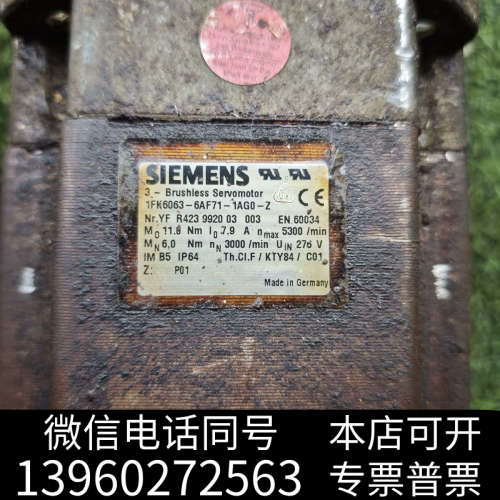 SIEMENS
3~ Brushless Servomotor
1FK6063-6AF71-1AG0-Z
Nr.YF R423 9920 03 003 EN 60034
M0 11.0 Nm I0 7.9 A nmax 5300 /min
MN 6,0 Nm nN 3000 /min UIN 276 V
IM B5 IP64 Th.Cl.F / KTY84 / C01
Z: P01
Made in Germany
微信电话同号 本店可开
13960272563 专票普票